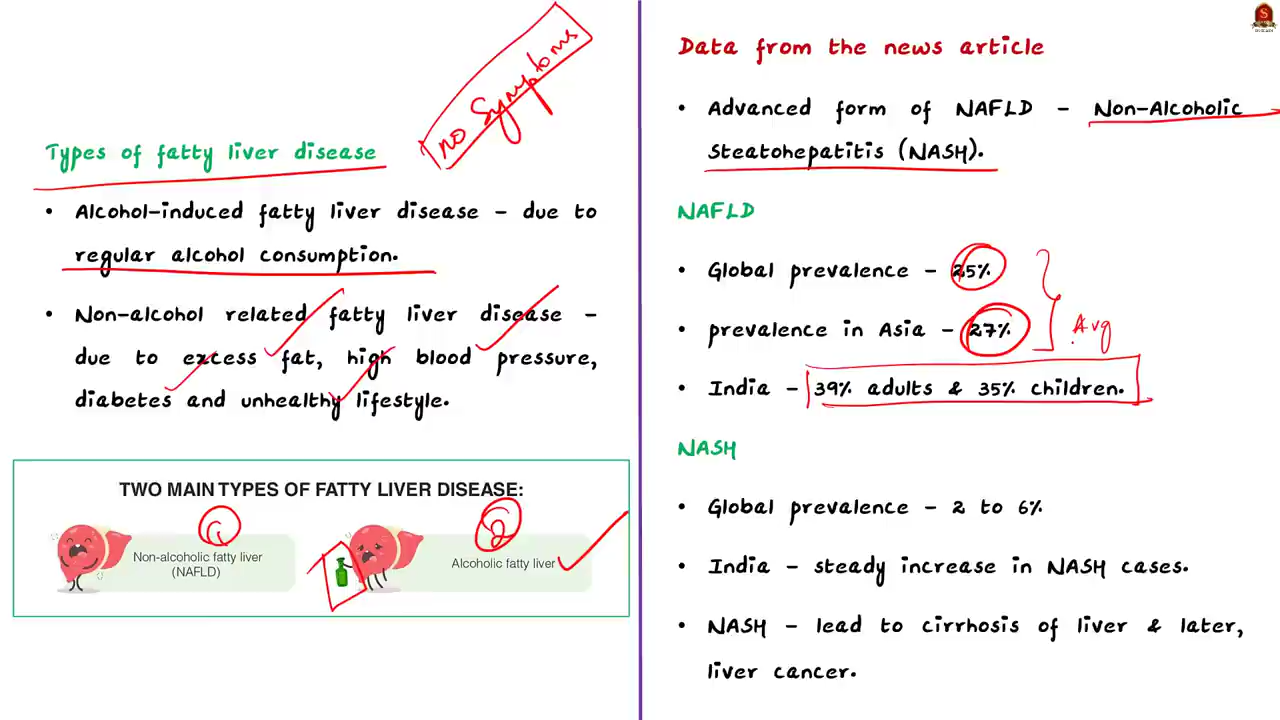 no Symptoms
Types of fatty liver disease
• Alcohol-induced fatty liver disease - due to
regular alcohol consumption.
• Non-alcohol related fatty liver disease -
due to excess fat, high blood pressure,
diabetes and unhealthy lifestyle.
TWO MAIN TYPES OF FATTY LIVER DISEASE:
1
Non-alcoholic fatty liver
(NAFLD)
2
Alcoholic fatty liver
Data from the news article
• Advanced form of NAFLD - Non-Alcoholic
Steatohepatitis (NASH).
NAFLD
• Global prevalence - 25%
• prevalence in Asia - 27%
Avg
• India - 39% adults & 35% children.
NASH
• Global prevalence - 2 to 6%
• India - steady increase in NASH cases.
• NASH - lead to cirrhosis of liver & later,
liver cancer.